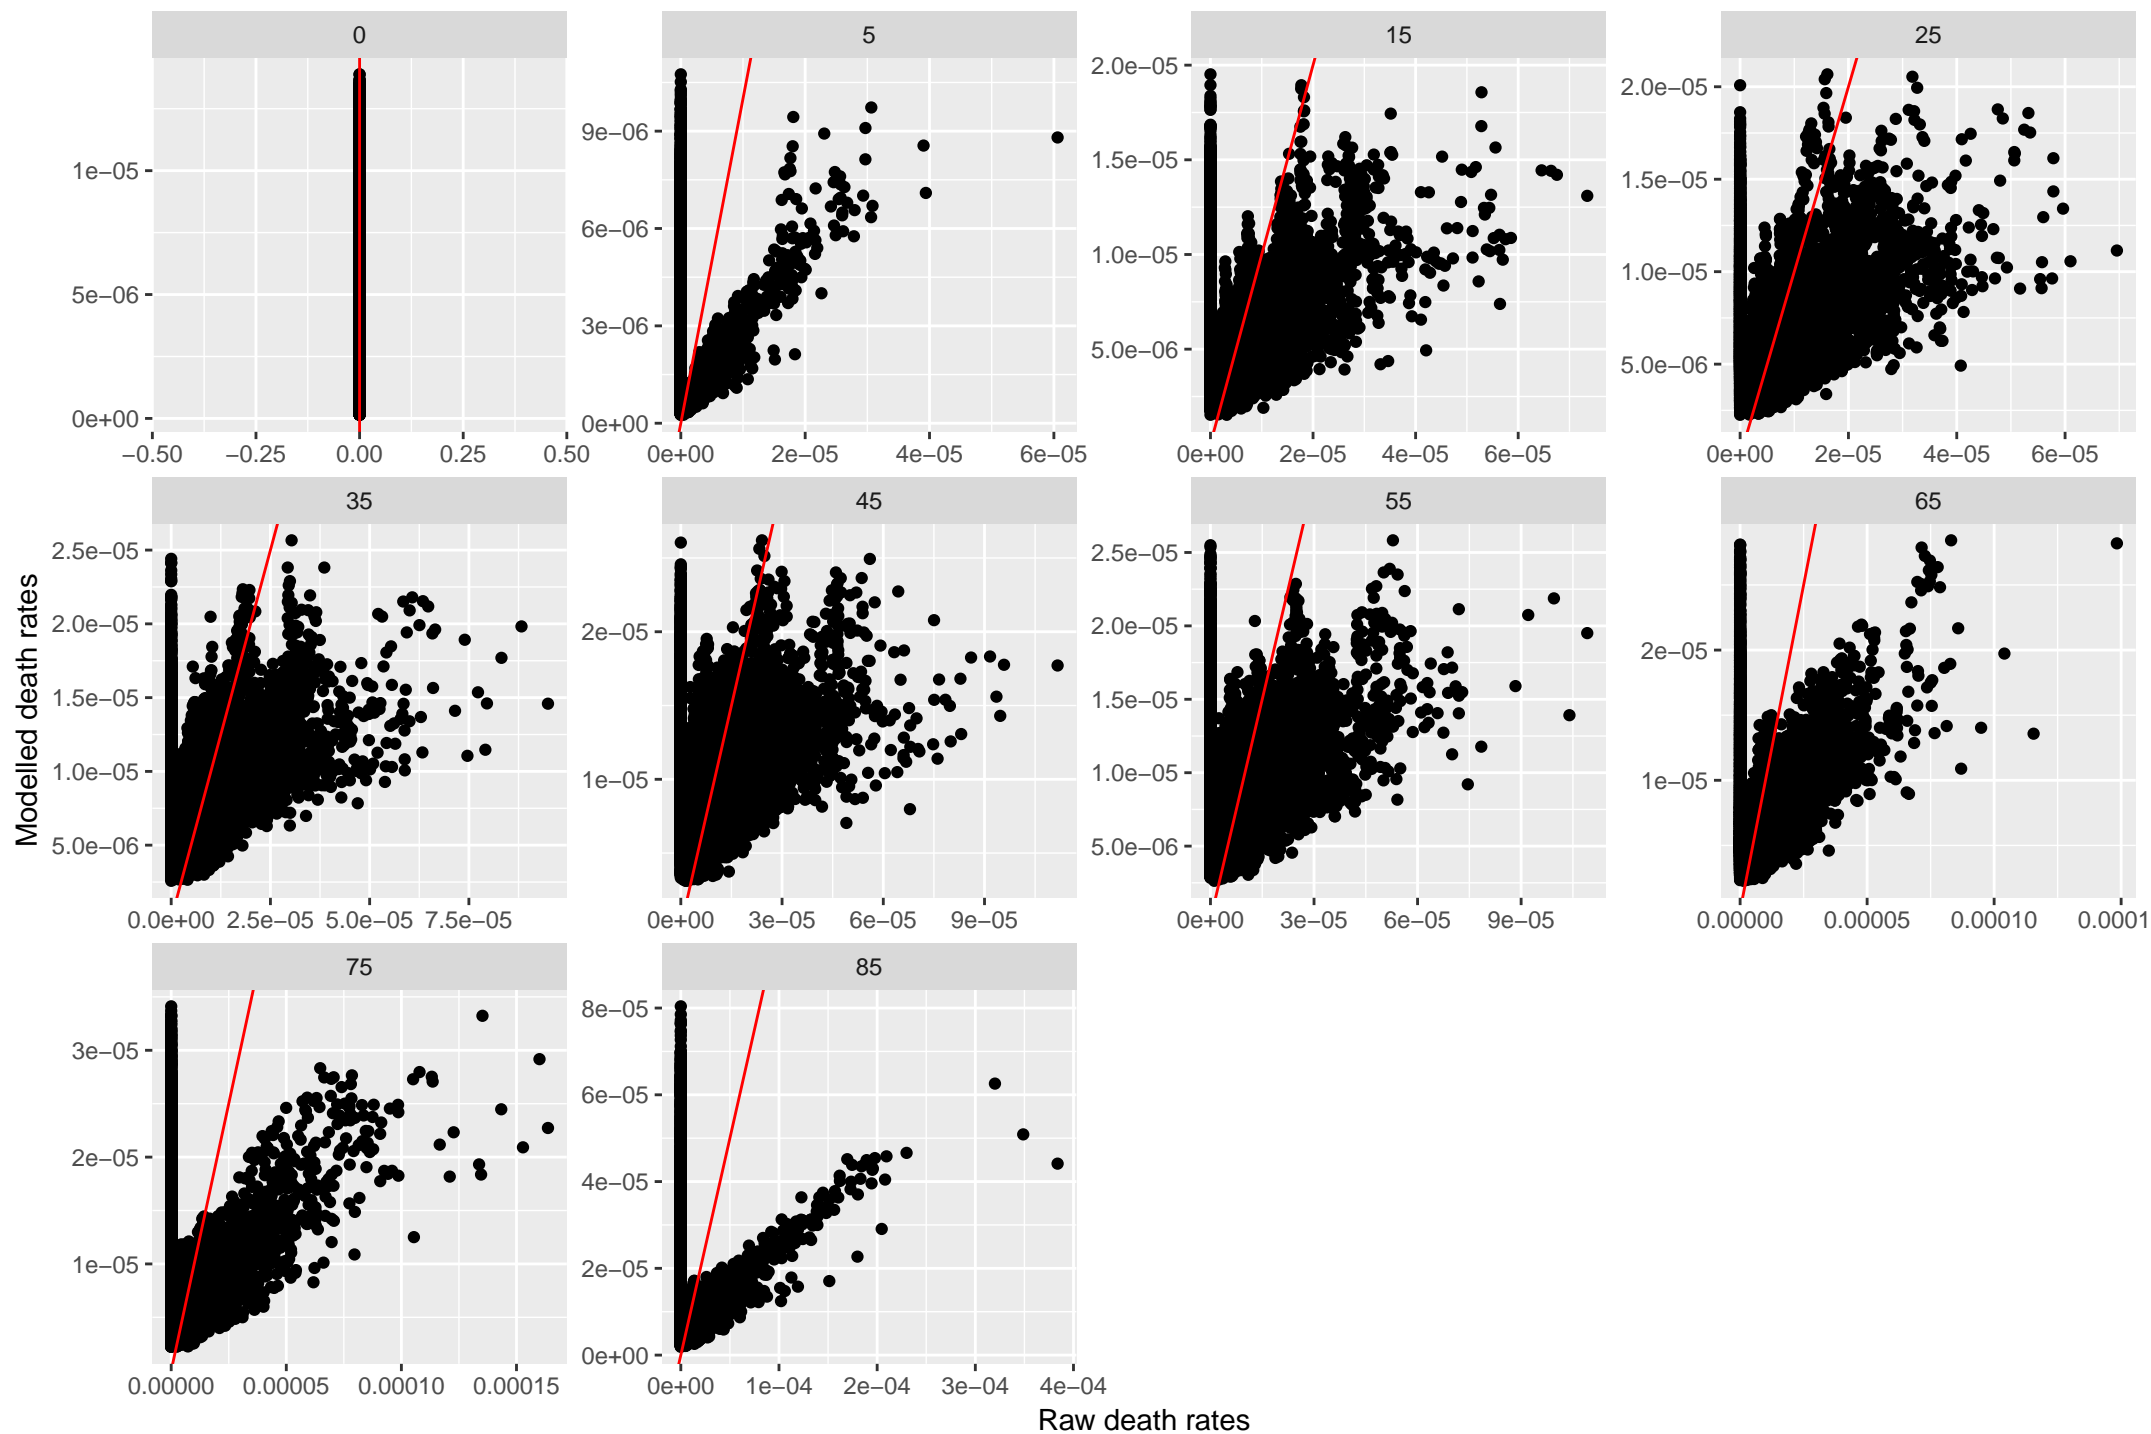 0 5 15 25
1e−05
5e−06
0e+00
9e−06
6e−06
3e−06
0e+00
2.0e−05
1.5e−05
1.0e−05
5.0e−06
2.0e−05
1.5e−05
1.0e−05
5.0e−06
−0.50 −0.25 0.00 0.25 0.50
0e+00 2e−05 4e−05 6e−05
0e+00 2e−05 4e−05 6e−05
0e+00 2e−05 4e−05 6e−05
35 45 55 65
Modelled death rates
2.5e−05
2.0e−05
1.5e−05
1.0e−05
5.0e−06
2e−05
1e−05
2.5e−05
2.0e−05
1.5e−05
1.0e−05
5.0e−06
2e−05
1e−05
0.0e+00 2.5e−05 5.0e−05 7.5e−05
0e+00 3e−05 6e−05 9e−05
0e+00 3e−05 6e−05 9e−05
0.00000 0.00005 0.00010 0.0001
75 85
3e−05
2e−05
1e−05
8e−05
6e−05
4e−05
2e−05
0e+00
0.00000 0.00005 0.00010 0.00015
0e+00 1e−04 2e−04 3e−04 4e−04
Raw death rates